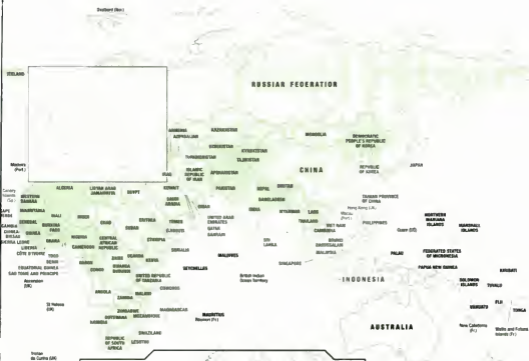 Svalbard (Nor.)
ICELAND
RUSSIAN FEDERATION
ARMENIA
AZERBAIJAN
KAZAKHSTAN
MONGOLIA
DEMOCRATIC
PEOPLE'S REPUBLIC
OF KOREA
UZBEKISTAN
KYRGYZSTAN
TURKMENISTAN
TAJIKISTAN
REPUBLIC
OF KOREA
JAPAN
Madeira
(Port.)
IRAQ
ISLAMIC
REPUBLIC
OF IRAN
AFGHANISTAN
CHINA
ALGERIA
LIBYAN ARAB
JAMAHIRIYA
EGYPT
KUWAIT
PAKISTAN
NEPAL
BHUTAN
Canary
Islands
WESTERN
SAHARA
SAUDI
ARABIA
BANGLADESH
TAIWAN PROVINCE
OF CHINA
CAPE
VERDE
MAURITANIA
MALI
NIGER
CHAD
ERITREA
YEMEN
OMAN
UNITED ARAB
EMIRATES
QATAR
BAHRAIN
INDIA
MYANMAR
LAOS
THAILAND
VIET NAM
CAMBODIA
PHILIPPINES
NORTHERN
MARIANA
ISLANDS
Guam (US)
MARSHALL
ISLANDS
SENEGAL
GAMBIA
GUINEA
BISSAU
GUINEA
SIERRA LEONE
LIBERIA
CÔTE D'IVOIRE
BURKINA
FASO
GHANA
TOGO
BENIN
NIGERIA
CAMEROON
CENTRAL
AFRICAN
REPUBLIC
SUDAN
DJIBOUTI
ETHIOPIA
SOMALIA
SRI
LANKA
MALDIVES
BRUNEI
DARUSSALAM
MALAYSIA
SINGAPORE
PALAU
FEDERATED STATES
OF MICRONESIA
EQUATORIAL GUINEA
SAO TOME AND PRINCIPE
GABON
CONGO
UGANDA
KENYA
RWANDA
BURUNDI
UNITED REPUBLIC
OF TANZANIA
SEYCHELLES
British Indian
Ocean Territory
INDONESIA
PAPUA NEW GUINEA
KIRIBATI
SOLOMON
ISLANDS
TUVALU
Ascension
(UK)
ANGOLA
ZAMBIA
MALAWI
COMOROS
St Helena
(UK)
ZIMBABWE
BOTSWANA
MOZAMBIQUE
MADAGASCAR
MAURITIUS
Réunion (Fr.)
NAMIBIA
SWAZILAND
LESOTHO
REPUBLIC
OF SOUTH
AFRICA
AUSTRALIA
VANUATU
FIJI
TONGA
New Caledonia
(Fr.)
Wallis and Futuna
Islands (Fr.)
Tristan
da Cunha (UK)